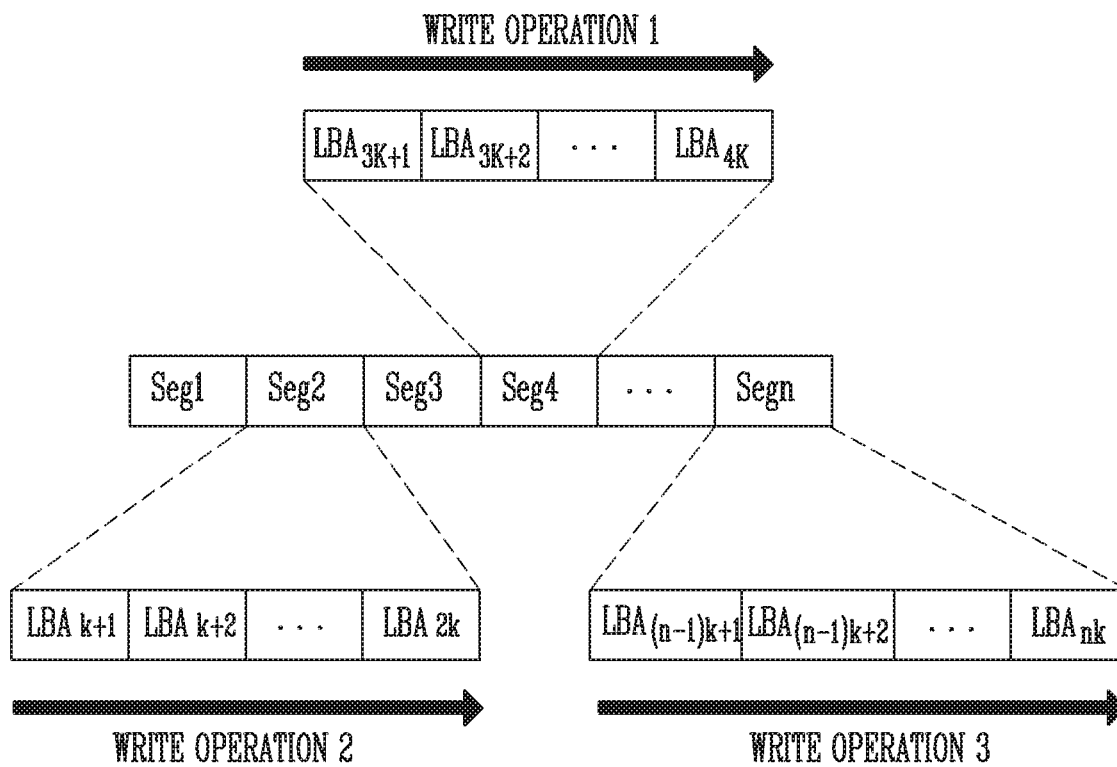 WRITE OPERATION 1
LBA3K+1 LBA3K+2 ... LBA4K
Seg1 Seg2 Seg3 Seg4 ... Segn
LBA k+1 LBA k+2 ... LBA 2k LBA(n-1)k+1 LBA(n-1)k+2 ... LBAnk
WRITE OPERATION 2 WRITE OPERATION 3